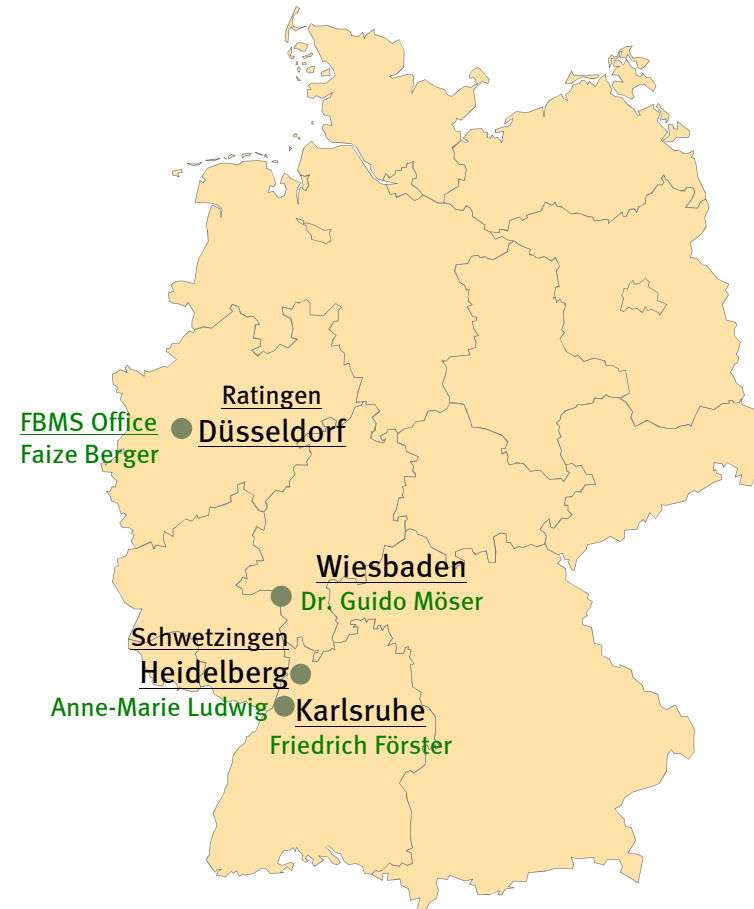 Ratingen
FBMS Office
Düsseldorf
Faize Berger
Wiesbaden
Dr. Guido Möser
Schwetzingen
Heidelberg
Anne-Marie Ludwig
Karlsruhe
Friedrich Förster